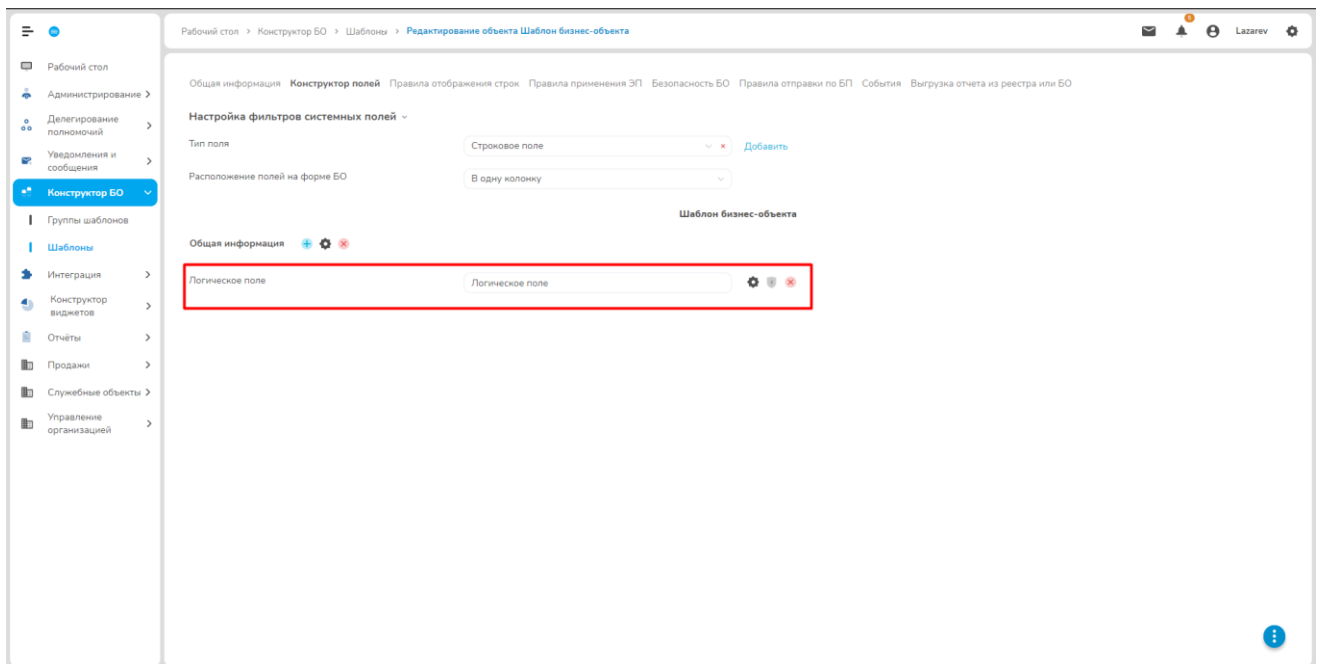 Рабочий стол > Конструктор БО > Шаблоны > Редактирование объекта Шаблон бизнес-объекта
Lazarev
Рабочий стол
Администрирование
Делегирование
полномочий
Уведомления и
сообщения
Конструктор БО
Группы шаблонов
Шаблоны
Интеграция
Конструктор
виджетов
Отчёты
Продажи
Служебные объекты
Управление
организацией
Общая информация Конструктор полей Правила отображения строк Правила применения ЭП Безопасность БО Правила отправки по БП События Выгрузка отчета из реестра или БО
Настройка фильтров системных полей
Тип поля Строковое поле Добавить
Расположение полей на форме БО В одну колонку
Шаблон бизнес-объекта
Общая информация
Логическое поле Логическое поле